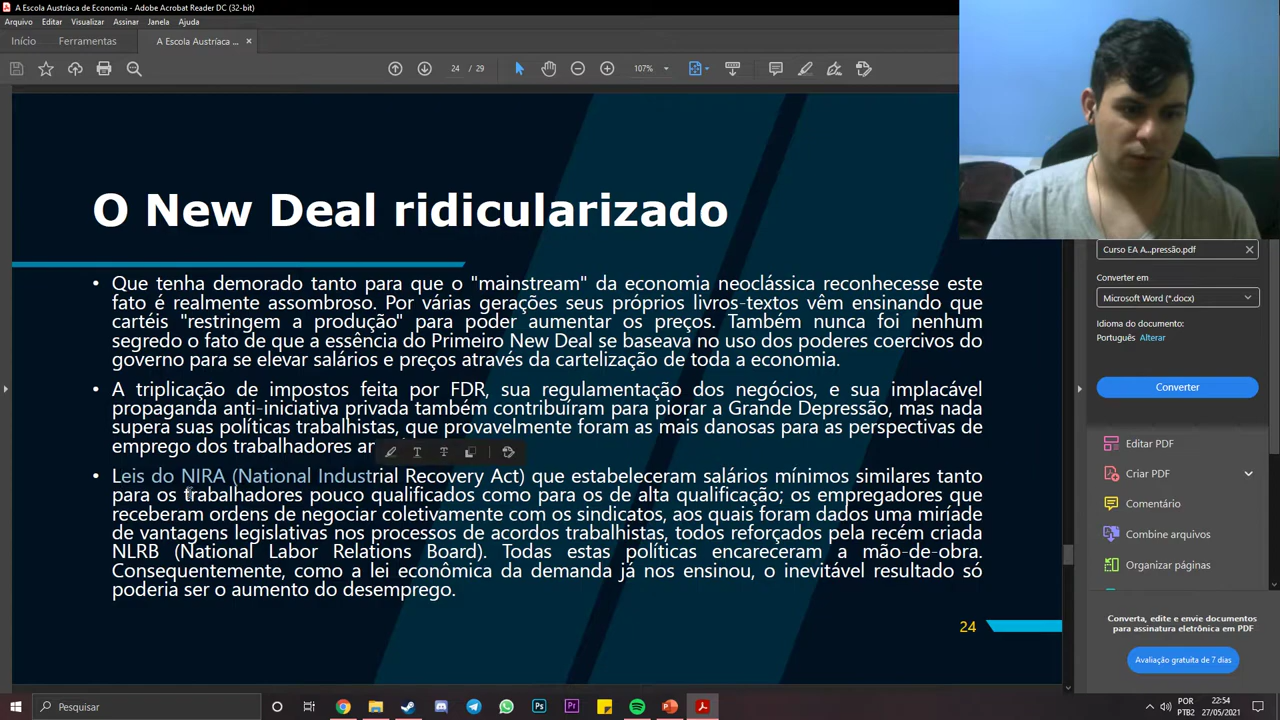 A Escola Austríaca de Economia - Adobe Acrobat Reader DC (32-bit)
Arquivo Editar Visualizar Assinar Janela Ajuda
Início Ferramentas A Escola Austríaca ... ×
24 / 29 107%
O New Deal ridicularizado
• Que tenha demorado tanto para que o "mainstream" da economia neoclássica reconhecesse este
fato é realmente assombroso. Por várias gerações seus próprios livros-textos vêm ensinando que
cartéis "restringem a produção" para poder aumentar os preços. Também nunca foi nenhum
segredo o fato de que a essência do Primeiro New Deal se baseava no uso dos poderes coercivos do
governo para se elevar salários e preços através da cartelização de toda a economia.
• A triplicação de impostos feita por FDR, sua regulamentação dos negócios, e sua implacável
propaganda anti-iniciativa privada também contribuíram para piorar a Grande Depressão, mas nada
supera suas políticas trabalhistas, que provavelmente foram as mais danosas para as perspectivas de
emprego dos trabalhadores
• Leis do NIRA (National Industrial Recovery Act) que estabeleceram salários mínimos similares tanto
para os trabalhadores pouco qualificados como para os de alta qualificação; os empregadores que
receberam ordens de negociar coletivamente com os sindicatos, aos quais foram dados uma miríade
de vantagens legislativas nos processos de acordos trabalhistas, todos reforçados pela recém criada
NLRB (National Labor Relations Board). Todas estas políticas encareceram a mão-de-obra.
Consequentemente, como a lei econômica da demanda já nos ensinou, o inevitável resultado só
poderia ser o aumento do desemprego.
24
Curso EA A...pressão.pdf
Converter em
Microsoft Word (*.docx)
Idioma do documento:
Português Alterar
Converter
Editar PDF
Criar PDF
Comentário
Combine arquivos
Organizar páginas
Converta, edite e envie documentos
para assinatura eletrônica em PDF
Avaliação gratuita de 7 dias
Pesquisar
POR
PTB2
22:54
27/05/2021